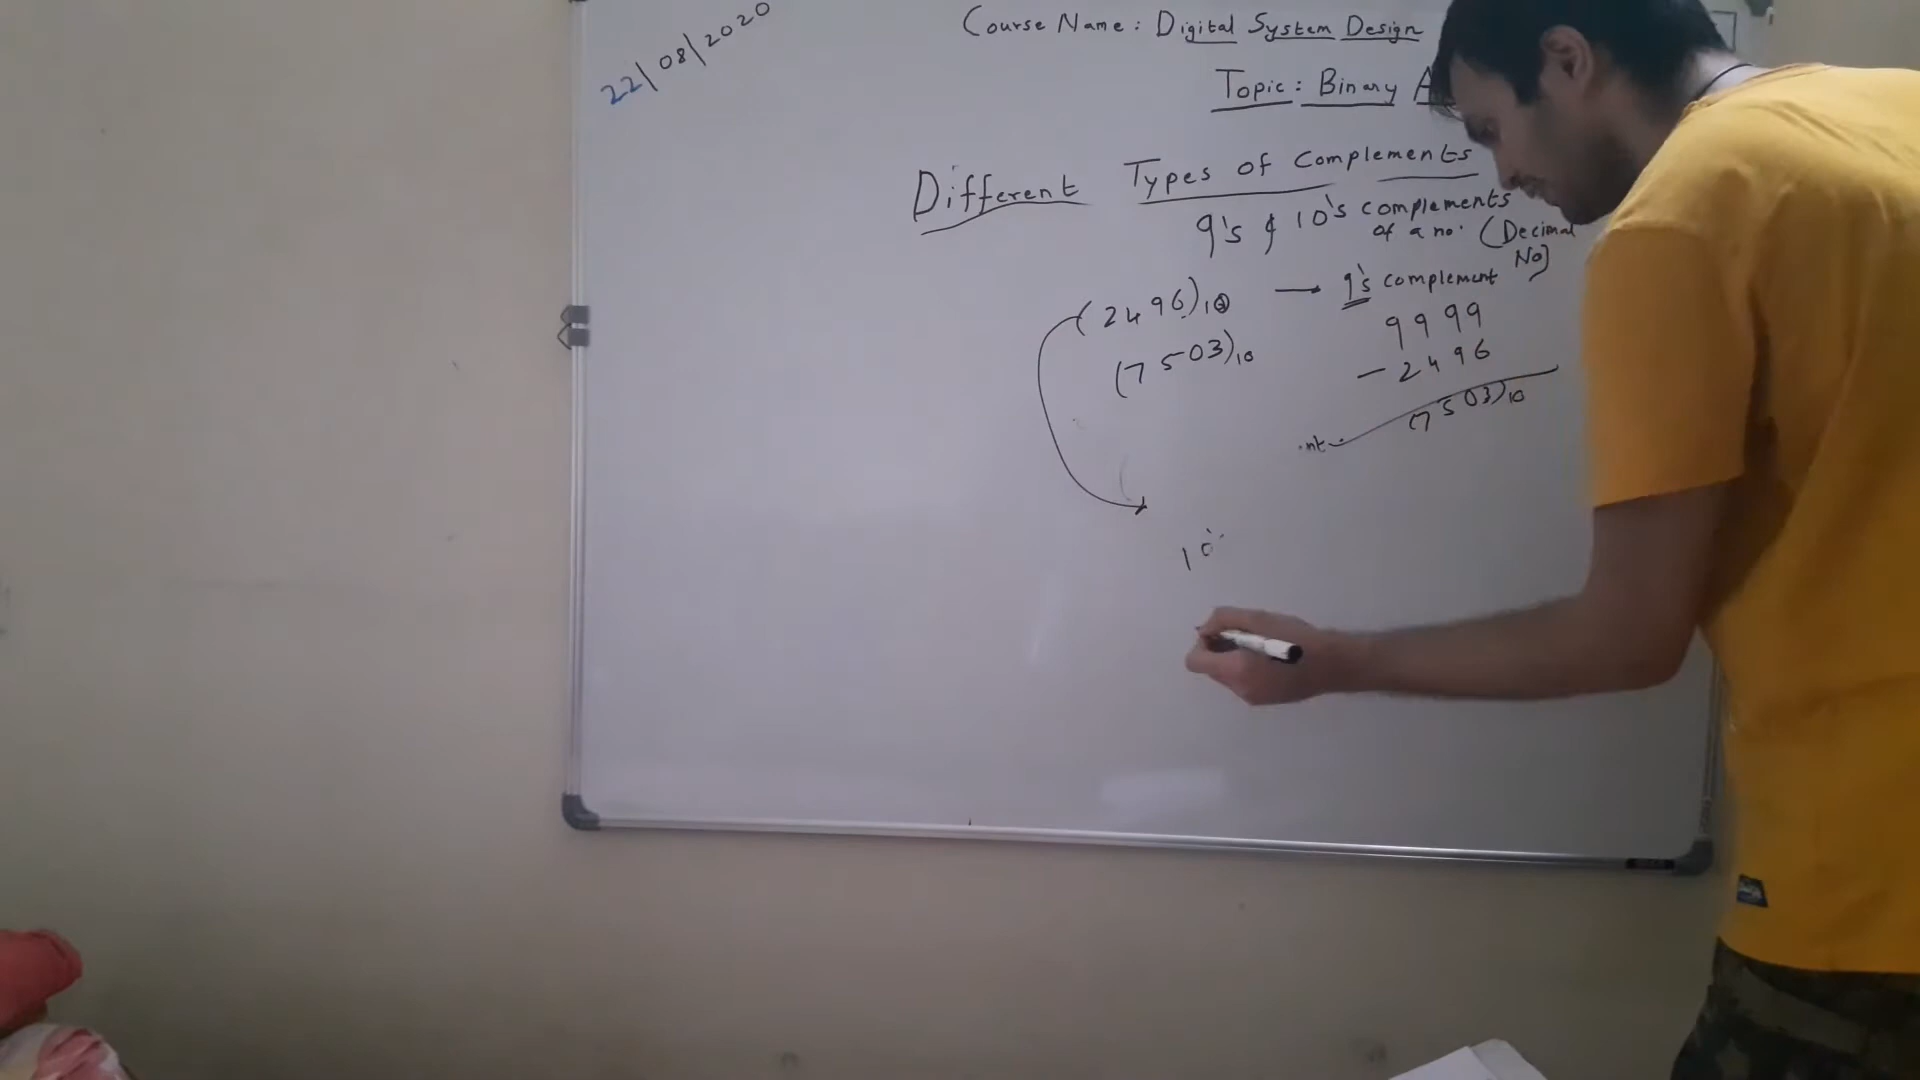 22/08/2020
Course Name: Digital System Design
Topic: Binary
Different Types of Complements
9's & 10's complements
of a no. (Decimal
No)
(2496)10 → 9's complement
9999
- 2496
(7503)10
(7503)10
10